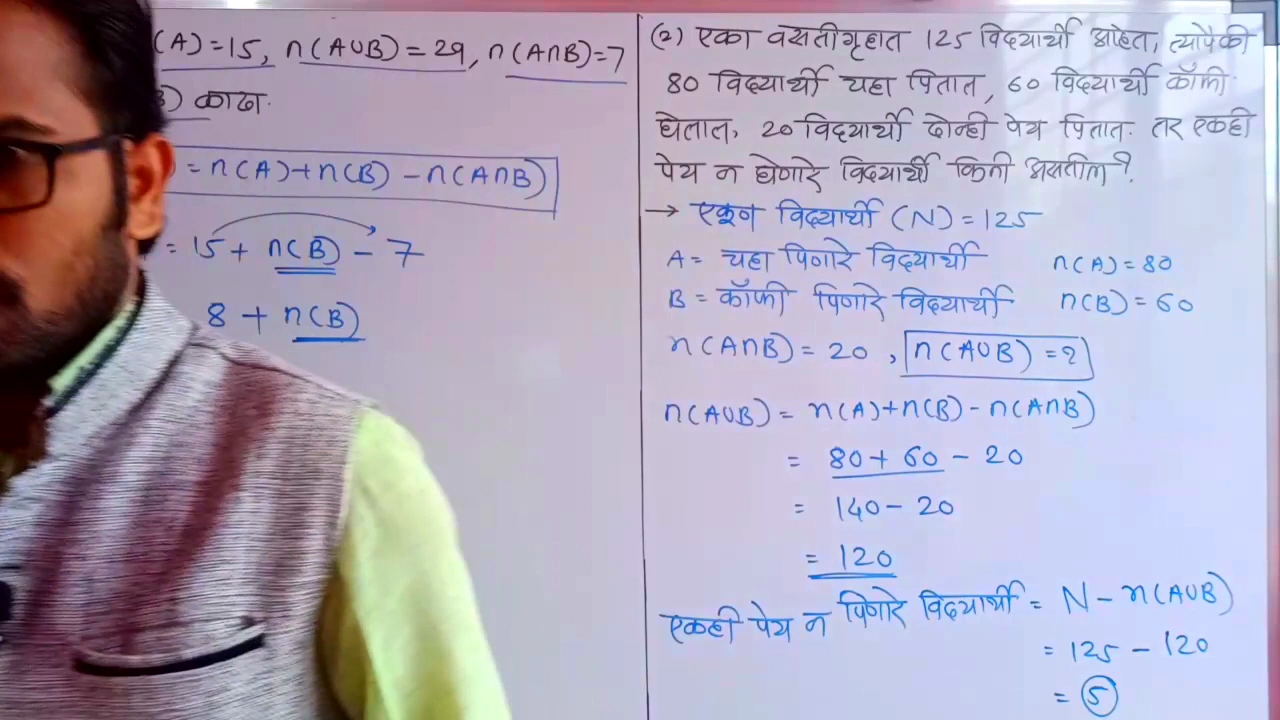 (A)=15, n(A∪B)=29, n(A∩B)=7
) काढा.
= n(A)+n(B) - n(A∩B)
= 15 + n(B) - 7
8 + n(B)
(2) एका वसतीगृहात 125 विद्यार्थी आहेत, त्यांपैकी
80 विद्यार्थी चहा पितात, 60 विद्यार्थी कॉफी
घेतात, 20 विद्यार्थी दोन्ही पेय पितात. तर एकही
पेय न घेणारे विद्यार्थी किती असतील?
→ एकूण विद्यार्थी (N) = 125
A = चहा पिणारे विद्यार्थी n(A) = 80
B = कॉफी पिणारे विद्यार्थी n(B) = 60
n(A∩B) = 20, n(A∪B) = ?
n(A∪B) = n(A)+n(B) - n(A∩B)
= 80 + 60 - 20
= 140 - 20
= 120
एकही पेय न पिणारे विद्यार्थी = N - n(A∪B)
= 125 - 120
= 5